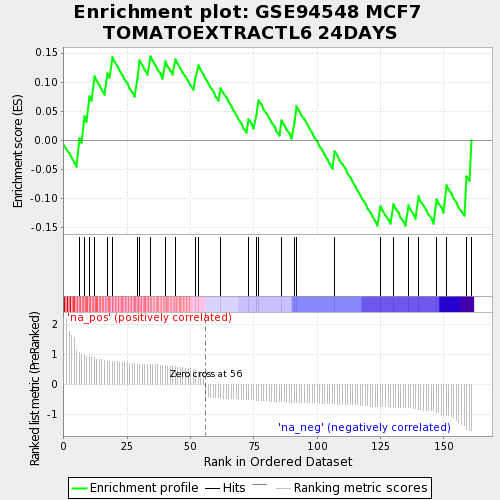 Enrichment plot: GSE94548 MCF7
TOMATOEXTRACTL6 24DAYS
Enrichment score (ES)
0.15
0.10
0.05
0.00
-0.05
-0.10
-0.15
Ranked list metric (PreRanked)
2
1
0
-1
'na_pos' (positively correlated)
Zero cross at 56
'na_neg' (negatively correlated)
0
25
50
75
100
125
150
Rank in Ordered Dataset
Enrichment profile
Hits
Ranking metric scores